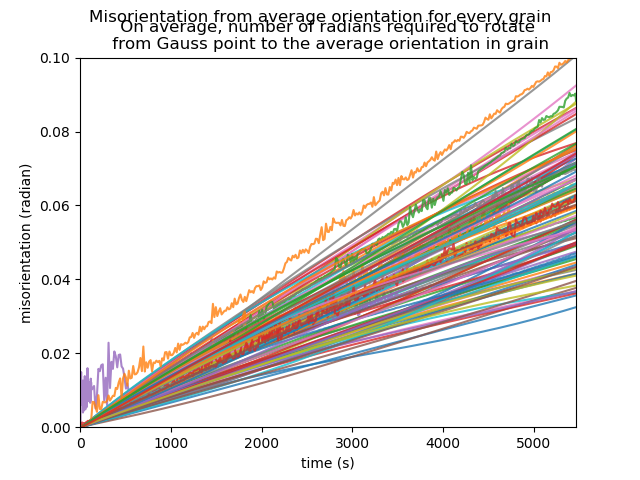 Misorientation from average orientation for every grain
On average, number of radians required to rotate
from Gauss point to the average orientation in grain
0.10
0.08
0.06
0.04
0.02
0.00
misorientation (radian)
0 1000 2000 3000 4000 5000
time (s)